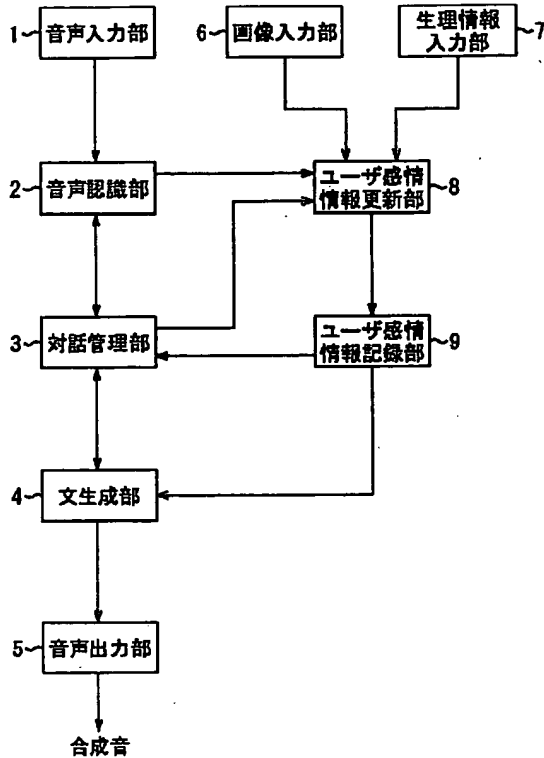 1 音声入力部
6 画像入力部
生理情報
入力部 7
2 音声認識部
ユーザ感情
情報更新部 8
3 対話管理部
ユーザ感情
情報記録部 9
4 文生成部
5 音声出力部
合成音